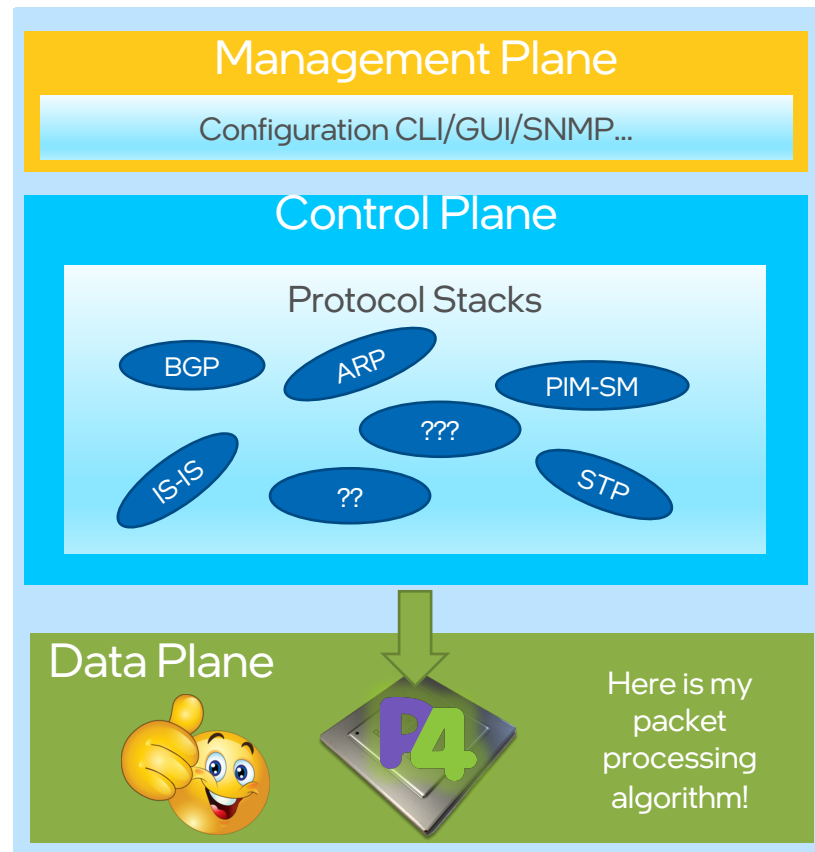 Management Plane
Configuration CLI/GUI/SNMP...
Control Plane
Protocol Stacks
BGP
ARP
PIM-SM
???
IS-IS
??
STP
Data Plane
P4
Here is my
packet
processing
algorithm!